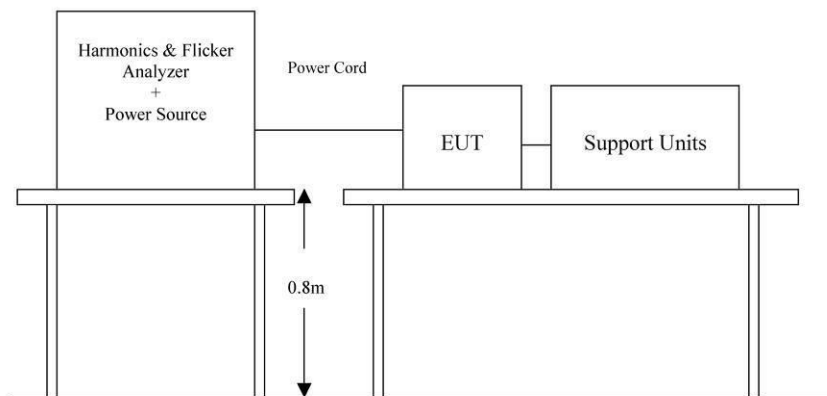 Harmonics & Flicker
Analyzer
+
Power Source
Power Cord
EUT
Support Units
0.8m